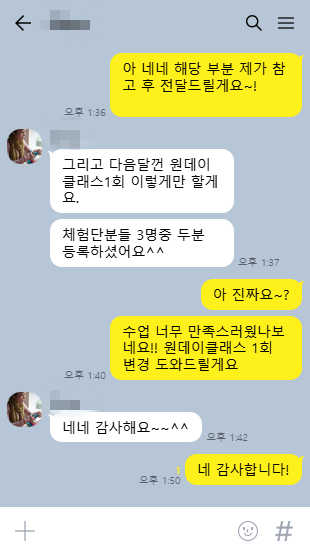 아 네네 해당 부분 제가 참
고 후 전달드릴게요~!
오후 1:36
그리고 다음달껀 원데이
클래스1회 이렇게만 할게
요.
체험단분들 3명중 두분
등록하셨어요^^
오후 1:37
아 진짜요~?
수업 너무 만족스러웠나보
네요!! 원데이클래스 1회
변경 도와드릴게요
오후 1:40
네네 감사해요~~^^
오후 1:42
1
오후 1:50
네 감사합니다!